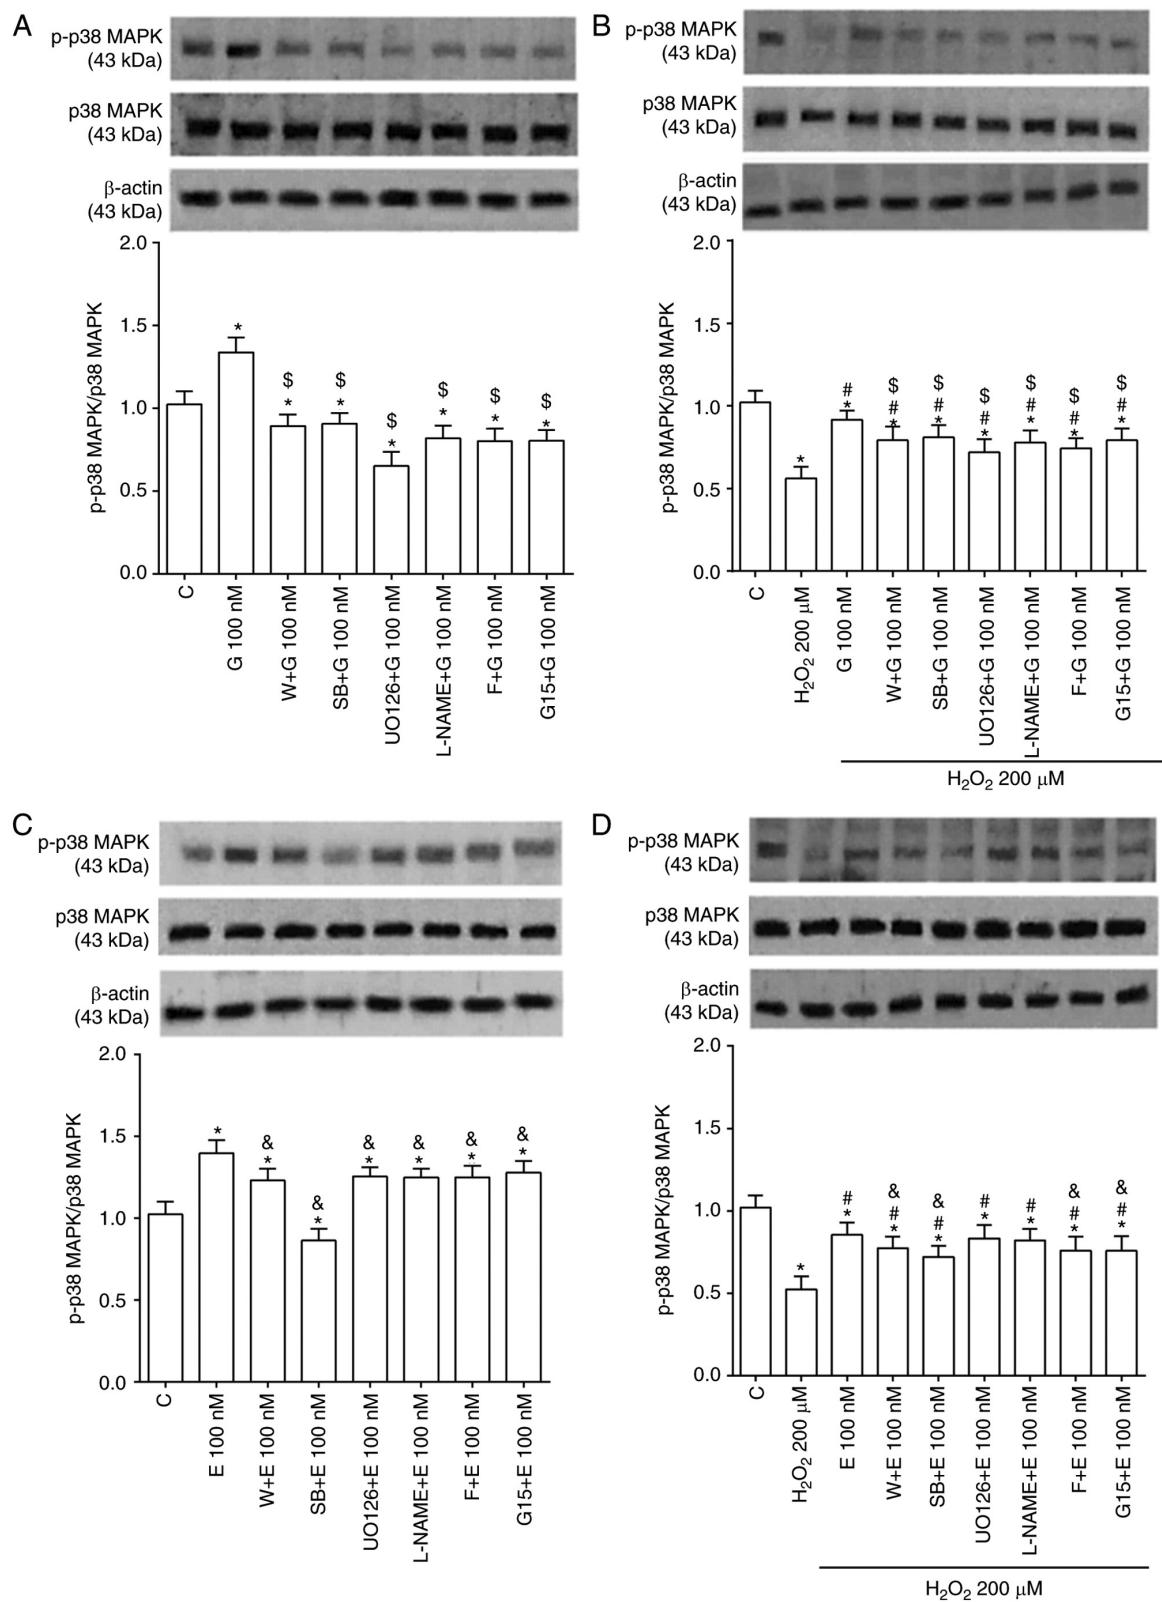 A
p-p38 MAPK
(43 kDa)
p38 MAPK
(43 kDa)
β-actin
(43 kDa)
p-p38 MAPK/p38 MAPK
2.0
1.5
1.0
0.5
0.0
*
$
*
$
*
$
*
$
*
$
*
$
*
C
G 100 nM
W+G 100 nM
SB+G 100 nM
UO126+G 100 nM
L-NAME+G 100 nM
F+G 100 nM
G15+G 100 nM
B
p-p38 MAPK
(43 kDa)
p38 MAPK
(43 kDa)
β-actin
(43 kDa)
p-p38 MAPK/p38 MAPK
2.0
1.5
1.0
0.5
0.0
*
#
*
$
#
*
$
#
*
$
#
*
$
#
*
$
#
*
$
#
*
C
H₂O₂ 200 μM
G 100 nM
W+G 100 nM
SB+G 100 nM
UO126+G 100 nM
L-NAME+G 100 nM
F+G 100 nM
G15+G 100 nM
H₂O₂ 200 μM
C
p-p38 MAPK
(43 kDa)
p38 MAPK
(43 kDa)
β-actin
(43 kDa)
p-p38 MAPK/p38 MAPK
2.0
1.5
1.0
0.5
0.0
*
&
*
&
*
&
*
&
*
&
*
&
*
C
E 100 nM
W+E 100 nM
SB+E 100 nM
UO126+E 100 nM
L-NAME+E 100 nM
F+E 100 nM
G15+E 100 nM
D
p-p38 MAPK
(43 kDa)
p38 MAPK
(43 kDa)
β-actin
(43 kDa)
p-p38 MAPK/p38 MAPK
2.0
1.5
1.0
0.5
0.0
*
#
*
&
#
*
&
#
*
#
*
#
*
&
#
*
&
#
*
C
H₂O₂ 200 μM
E 100 nM
W+E 100 nM
SB+E 100 nM
UO126+E 100 nM
L-NAME+E 100 nM
F+E 100 nM
G15+E 100 nM
H₂O₂ 200 μM